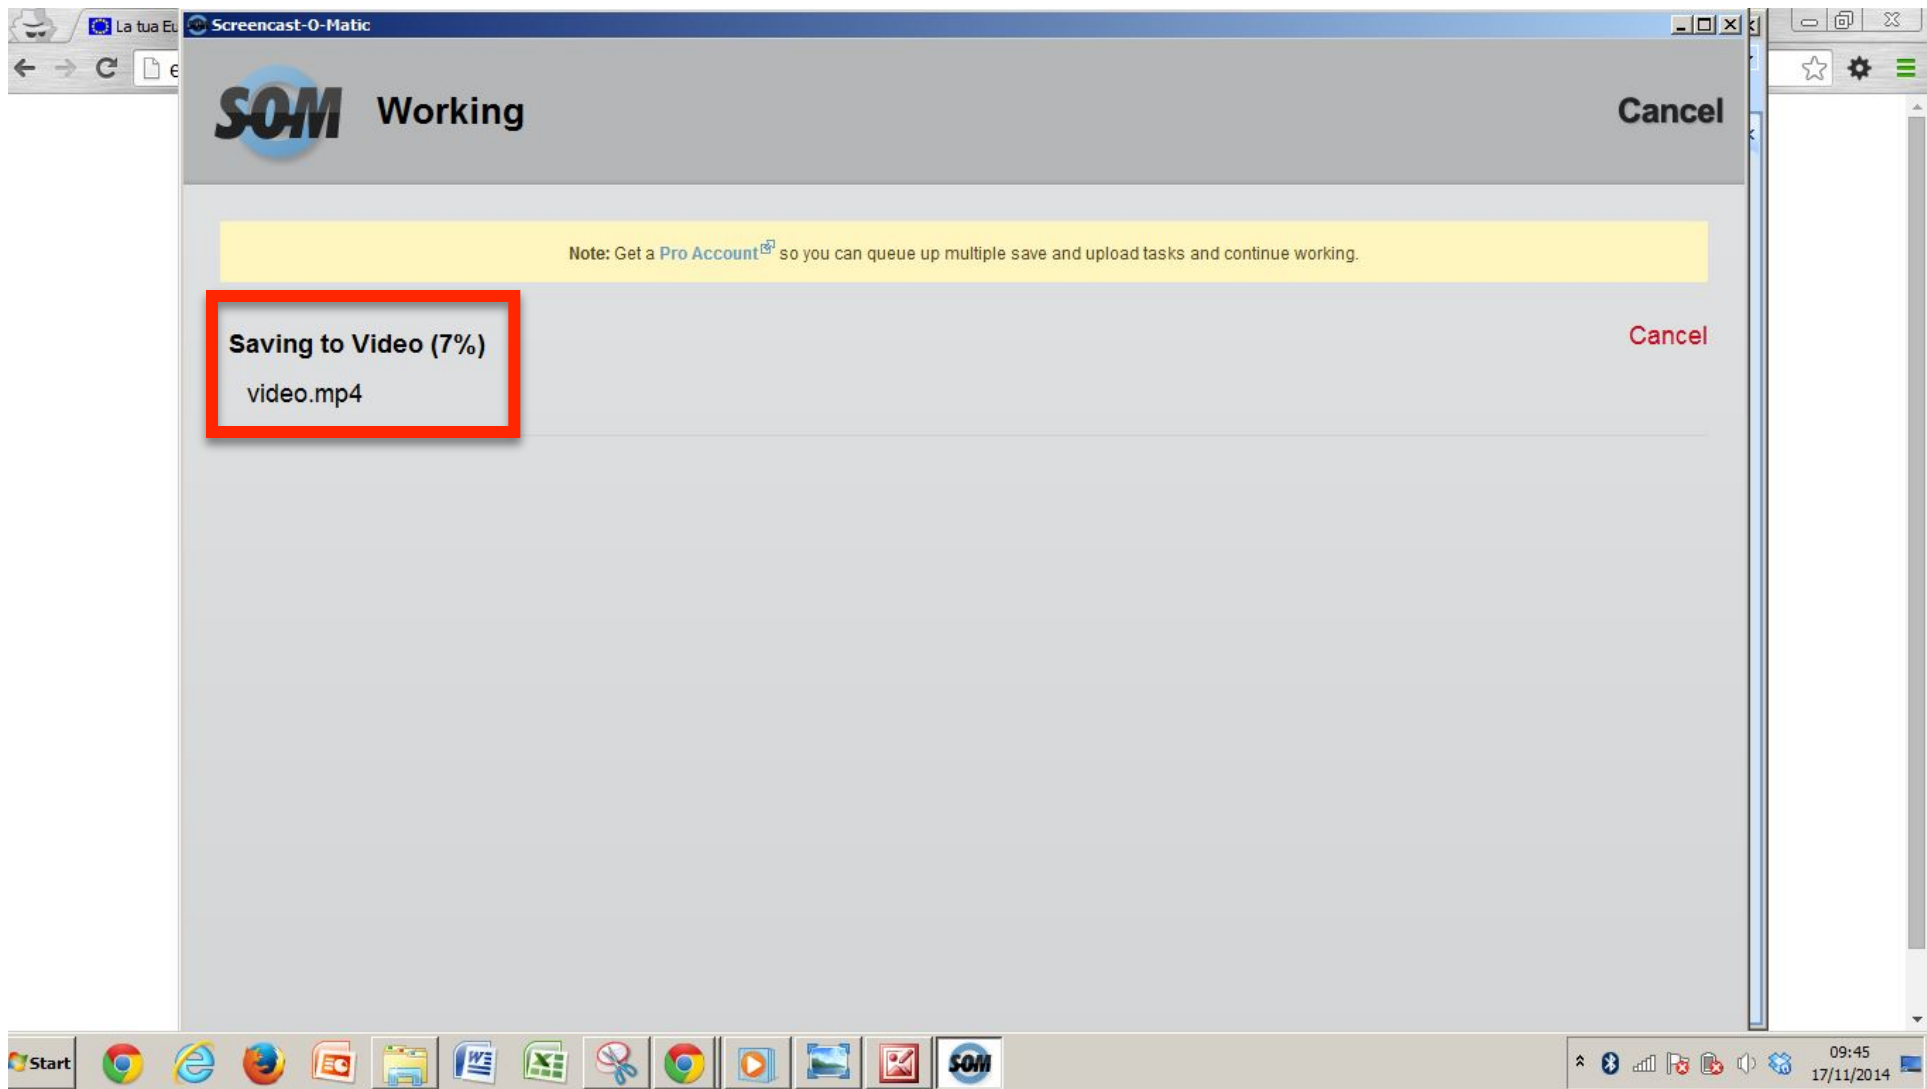 La tua Eu
Screencast-O-Matic
SOM
Working
Cancel
Note: Get a Pro Account so you can queue up multiple save and upload tasks and continue working.
Saving to Video (7%)
Cancel
video.mp4
Start
SOM
09:45
17/11/2014